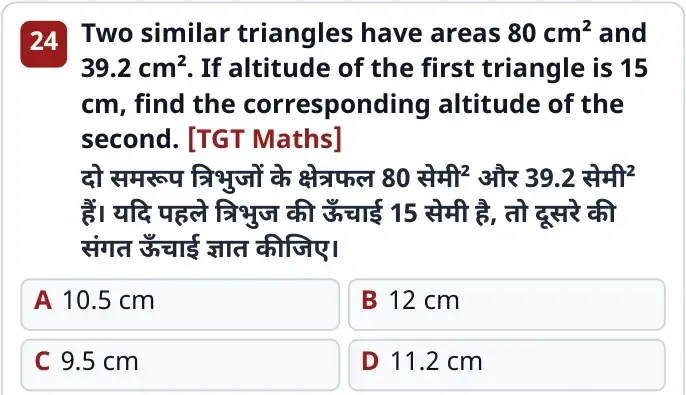 24 Two similar triangles have areas 80 cm² and
39.2 cm². If altitude of the first triangle is 15
cm, find the corresponding altitude of the
second. [TGT Maths]
दो समरूप त्रिभुजों के क्षेत्रफल 80 सेमी² और 39.2 सेमी²
हैं। यदि पहले त्रिभुज की ऊँचाई 15 सेमी है, तो दूसरे की
संगत ऊँचाई ज्ञात कीजिए।
A 10.5 cm B 12 cm
C 9.5 cm D 11.2 cm